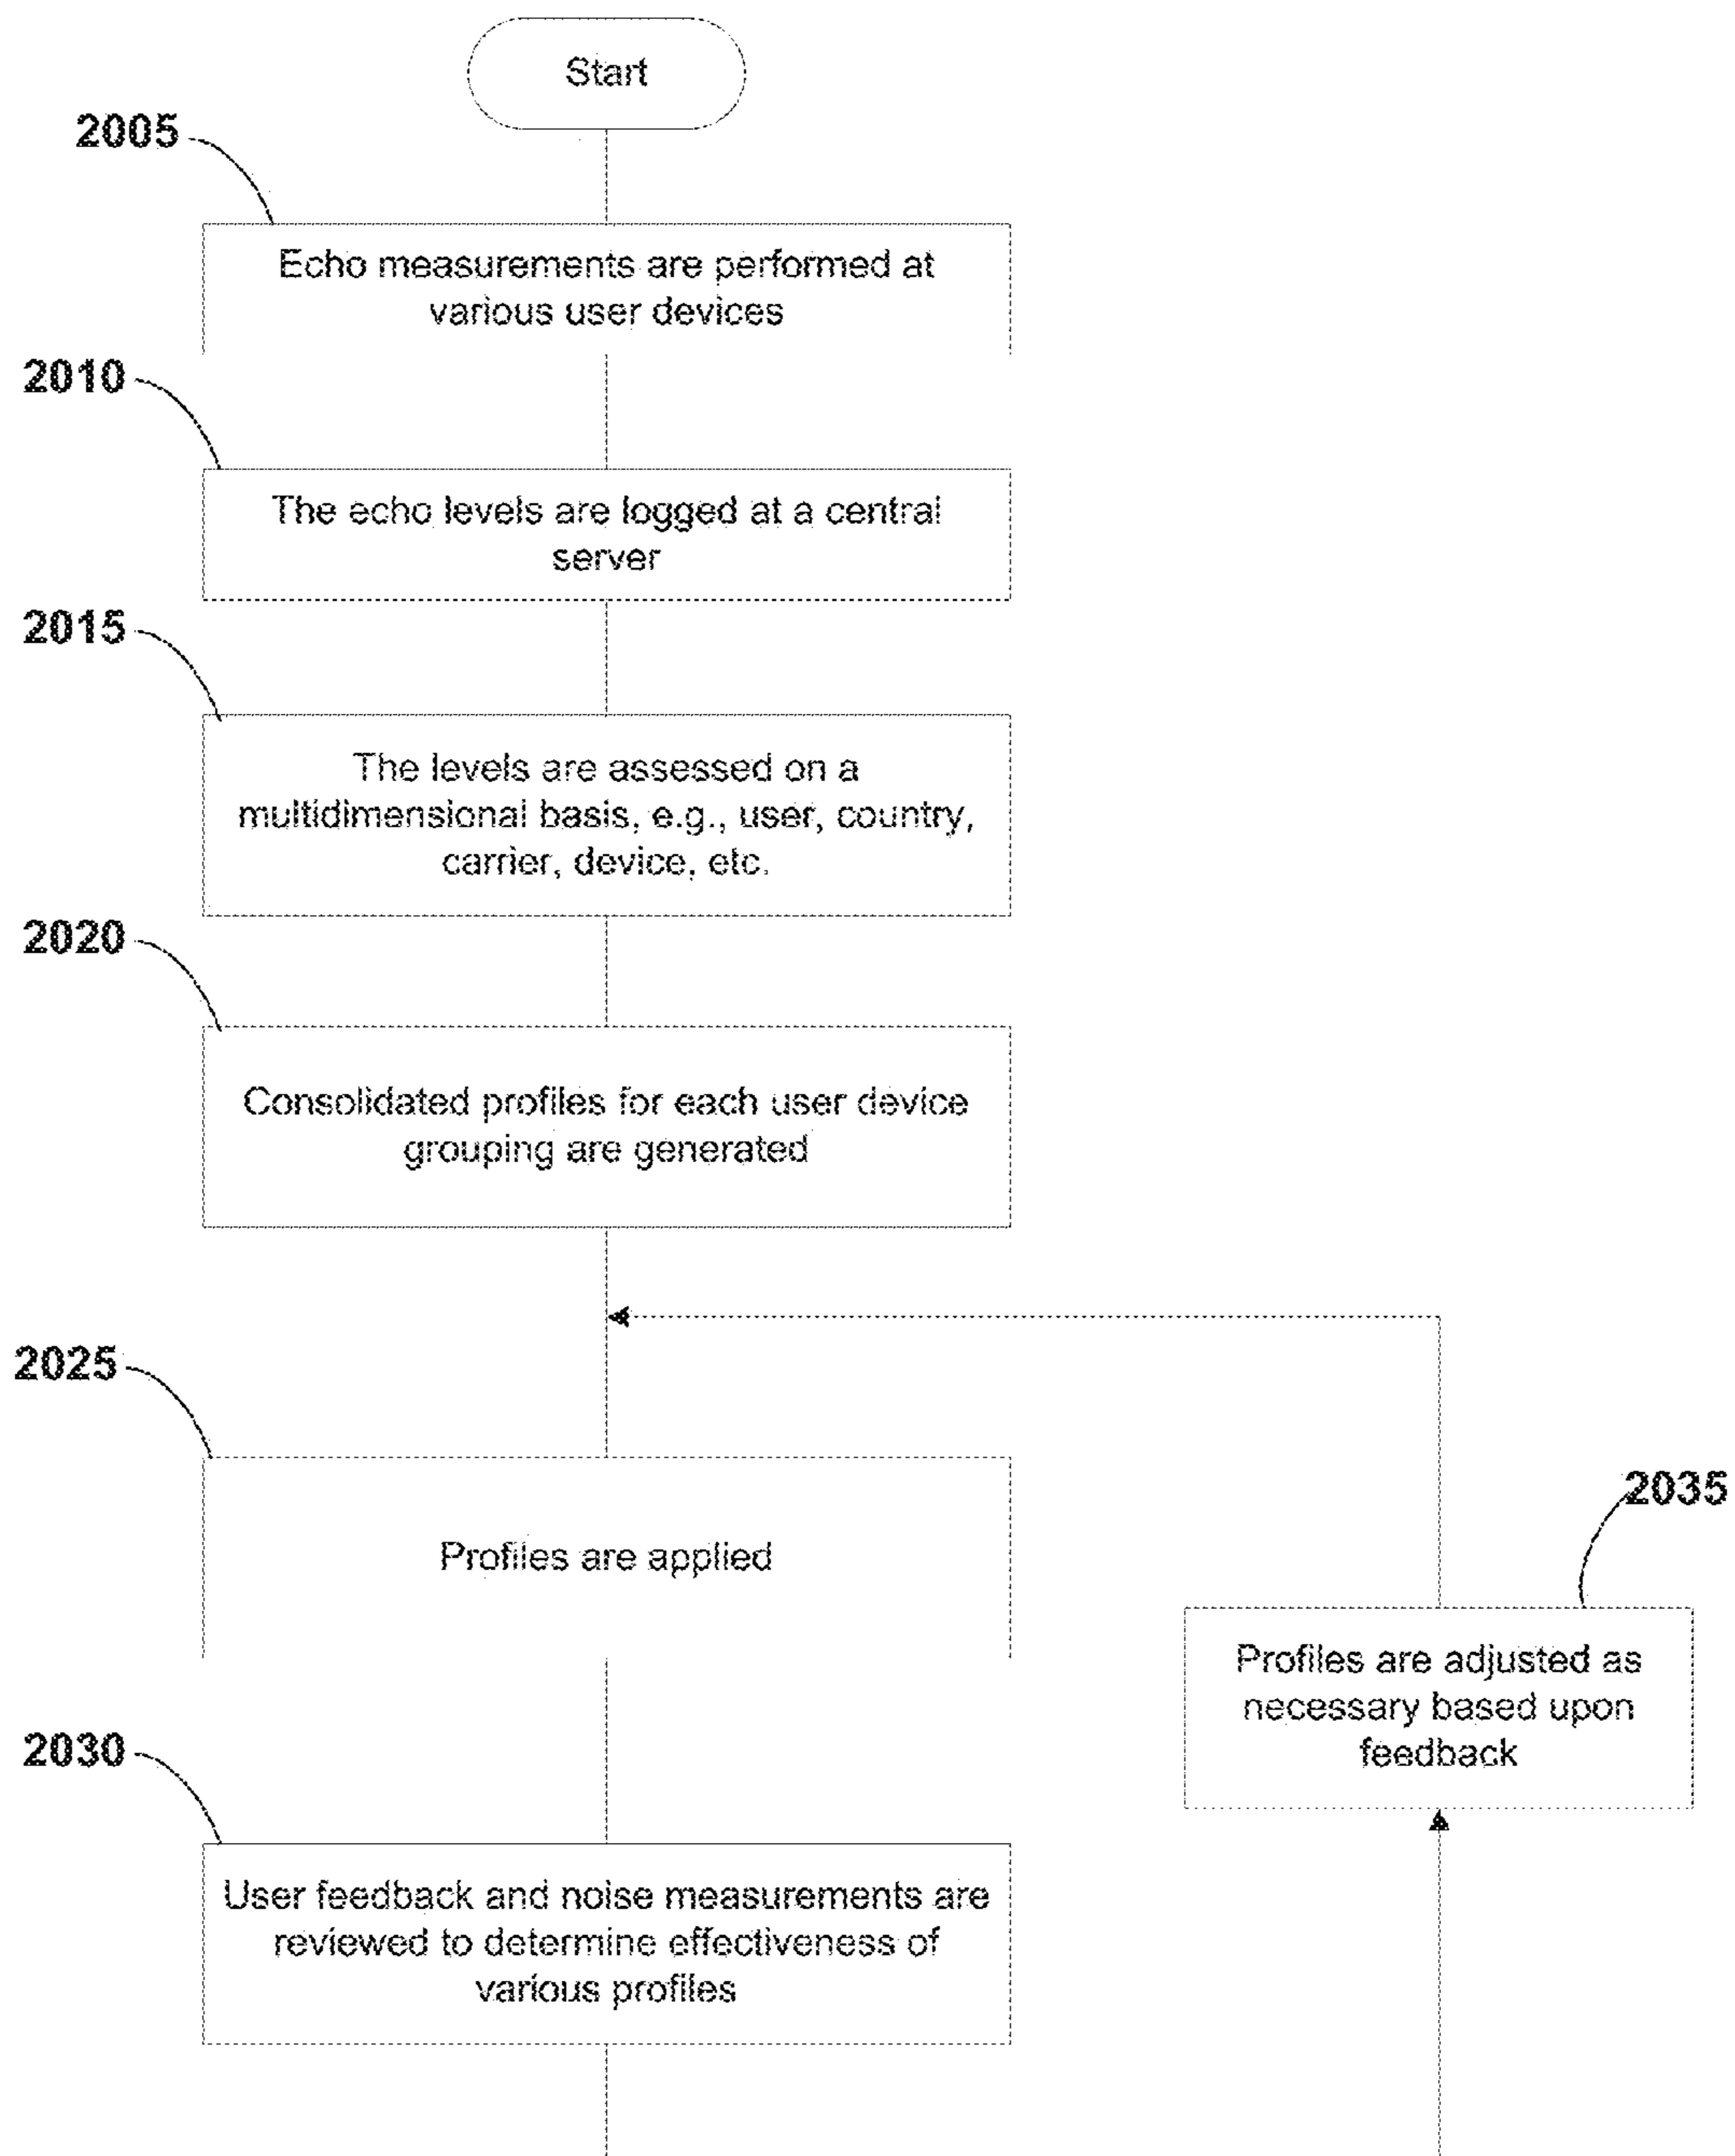 Start
2005
Echo measurements are performed at
various user devices
2010
The echo levels are logged at a central
server
2015
The levels are assessed on a
multidimensional basis, e.g., user, country,
carrier, device, etc.
2020
Consolidated profiles for each user device
grouping are generated
2025
Profiles are applied
2035
Profiles are adjusted as
necessary based upon
feedback
2030
User feedback and noise measurements are
reviewed to determine effectiveness of
various profiles